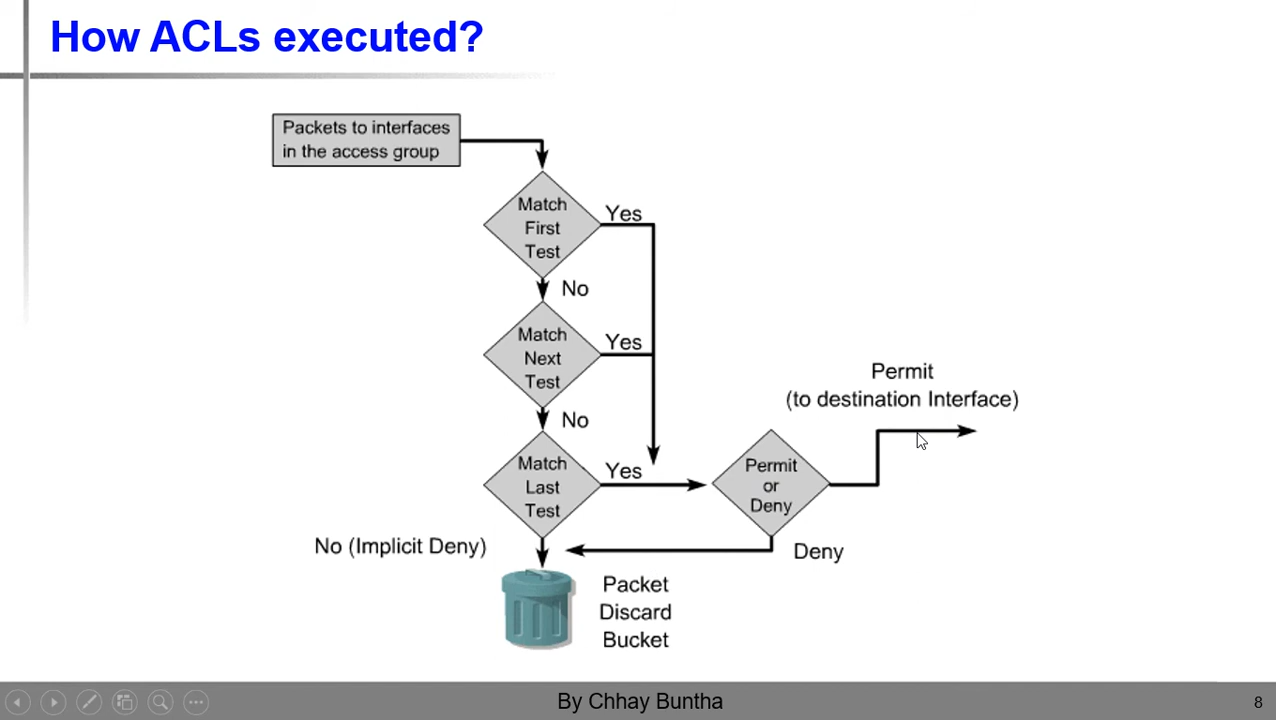 How ACLs executed?
Packets to interfaces
in the access group
Match
First
Test
Yes
No
Match
Next
Test
Yes
No
Match
Last
Test
Yes
Permit
or
Deny
Permit
(to destination Interface)
No (Implicit Deny)
Deny
Packet
Discard
Bucket
By Chhay Buntha
8